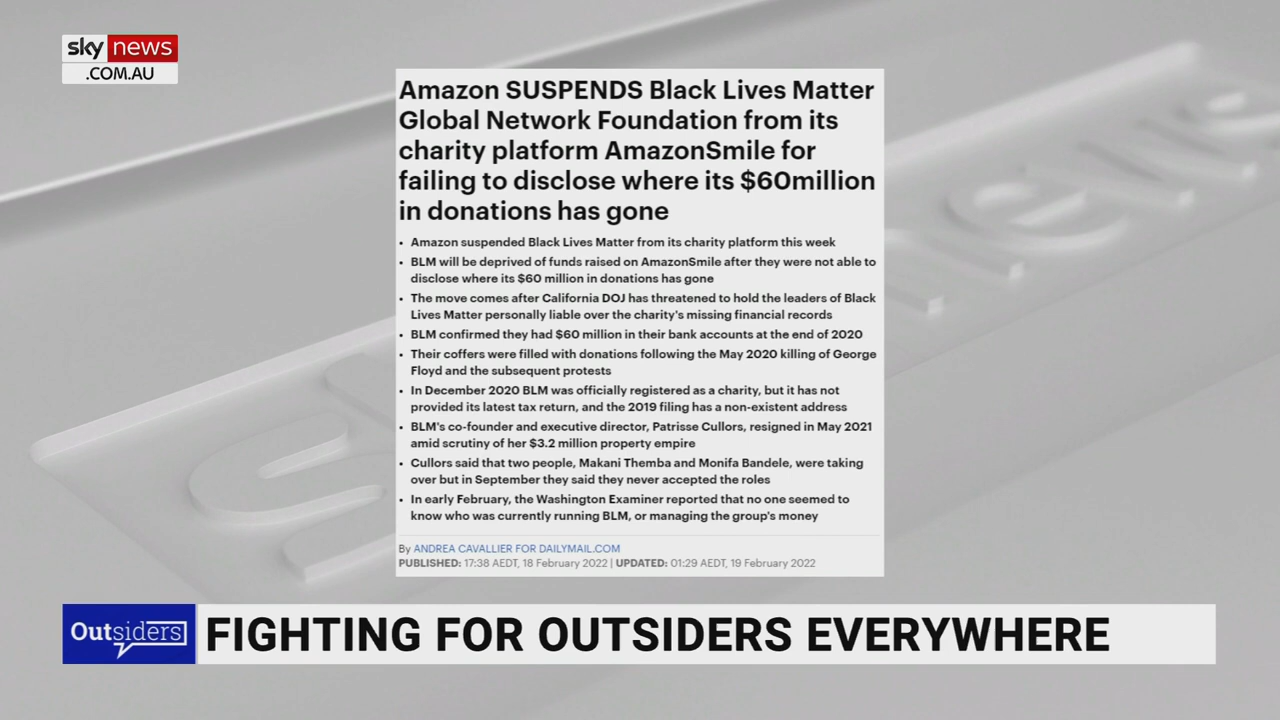 sky news
.COM.AU
Amazon SUSPENDS Black Lives Matter
Global Network Foundation from its
charity platform AmazonSmile for
failing to disclose where its $60million
in donations has gone
• Amazon suspended Black Lives Matter from its charity platform this week
• BLM will be deprived of funds raised on AmazonSmile after they were not able to
disclose where its $60 million in donations has gone
• The move comes after California DOJ has threatened to hold the leaders of Black
Lives Matter personally liable over the charity's missing financial records
• BLM confirmed they had $60 million in their bank accounts at the end of 2020
• Their coffers were filled with donations following the May 2020 killing of George
Floyd and the subsequent protests
• In December 2020 BLM was officially registered as a charity, but it has not
provided its latest tax return, and the 2019 filing has a non-existent address
• BLM's co-founder and executive director, Patrisse Cullors, resigned in May 2021
amid scrutiny of her $3.2 million property empire
• Cullors said that two people, Makani Themba and Monifa Bandele, were taking
over but in September they said they never accepted the roles
• In early February, the Washington Examiner reported that no one seemed to
know who was currently running BLM, or managing the group's money
By ANDREA CAVALLIER FOR DAILYMAIL.COM
PUBLISHED: 17:38 AEDT, 18 February 2022 | UPDATED: 01:29 AEDT, 19 February 2022
Outsiders FIGHTING FOR OUTSIDERS EVERYWHERE